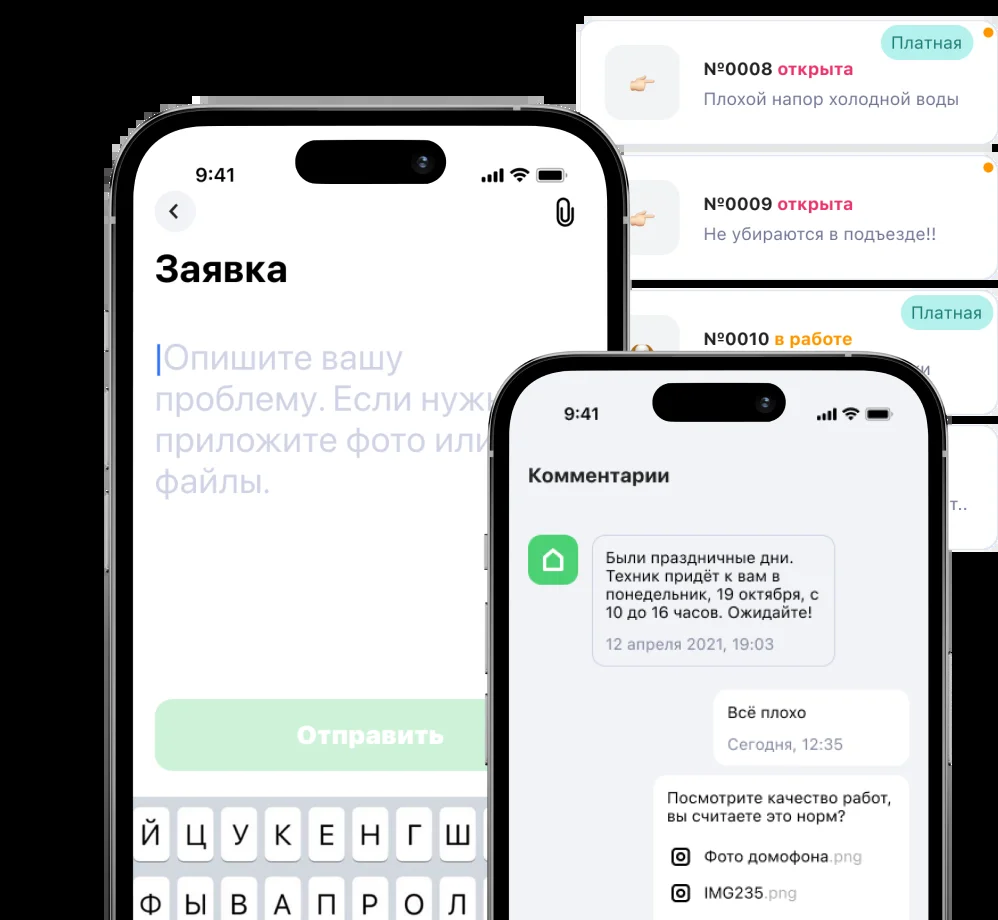 Платная
№0008 открыта
Плохой напор холодной воды
№0009 открыта
Не убираются в подъезде!!
Платная
№0010 в работе
9:41
Заявка
Опишите вашу
проблему. Если
приложите фото или
файлы.
Отправить
Й Ц У К Е Н Г Ш
Ф Ы В А П Р О Л
9:41
Комментарии
Были праздничные дни.
Техник придёт к вам в
понедельник, 19 октября, с
10 до 16 часов. Ожидайте!
12 апреля 2021, 19:03
Всё плохо
Сегодня, 12:35
Посмотрите качество работ,
вы считаете это норм?
Фото домофона.png
IMG235.png